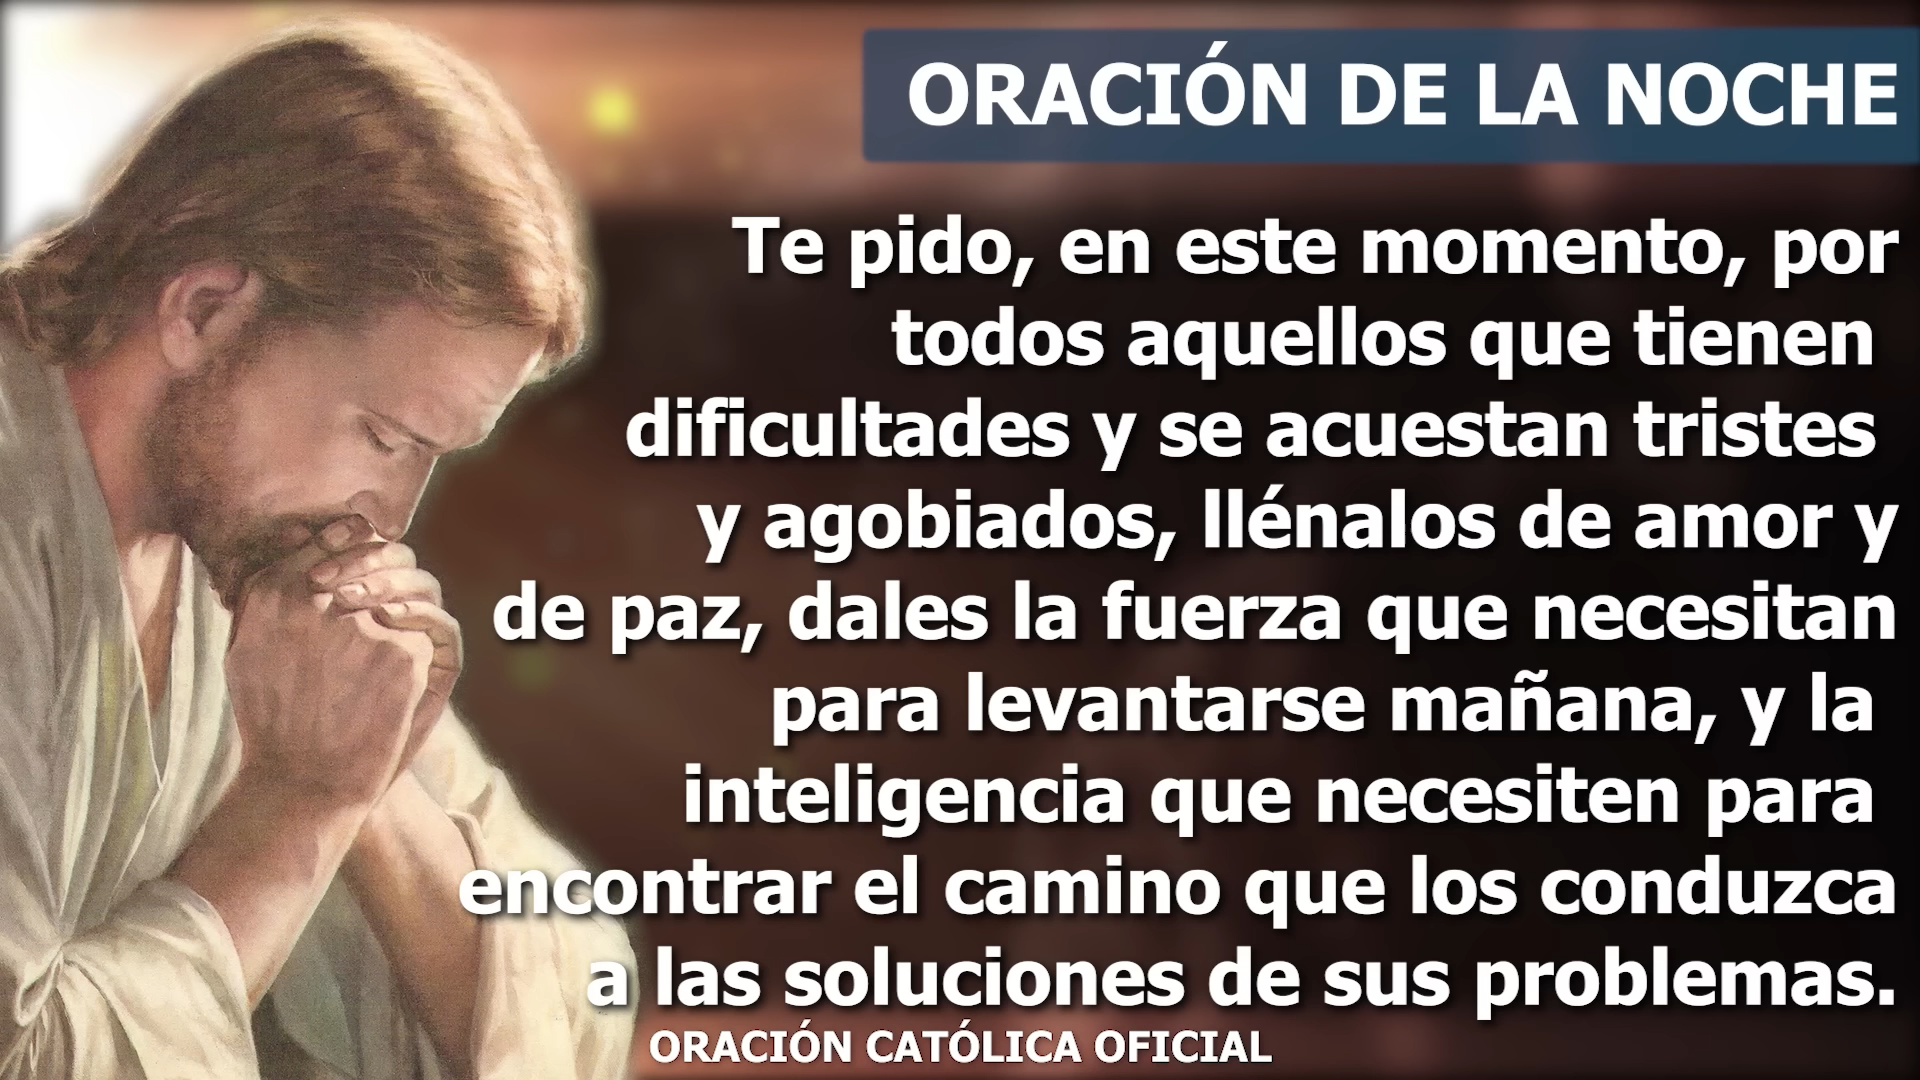 ORACIÓN DE LA NOCHE
Te pido, en este momento, por
todos aquellos que tienen
dificultades y se acuestan tristes
y agobiados, llénalos de amor y
de paz, dales la fuerza que necesitan
para levantarse mañana, y la
inteligencia que necesiten para
encontrar el camino que los conduzca
a las soluciones de sus problemas.
ORACIÓN CATÓLICA OFICIAL